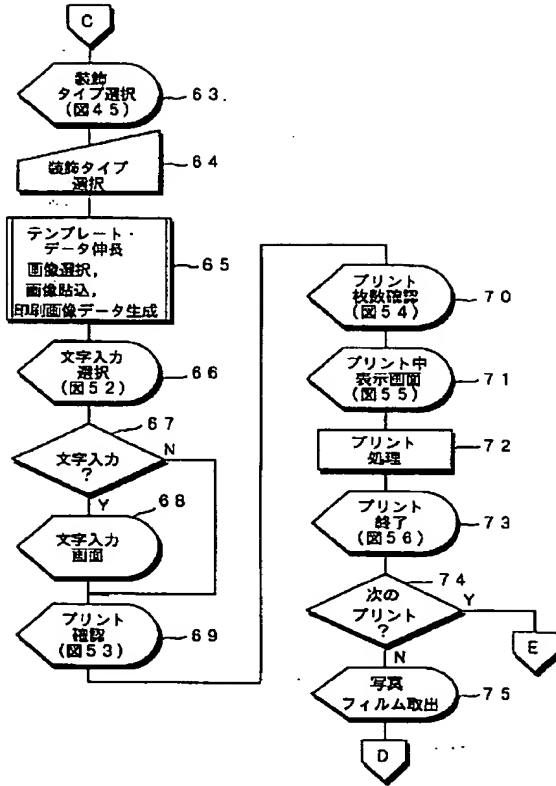 C
装飾
タイプ選択
(図45)
63.
装飾タイプ
選択
64
テンプレート・
データ伸長
画像選択,
画像貼込,
印刷画像データ生成
65
文字入力
選択
(図52)
66
67
文字入力
?
N
Y
68
文字入力
画面
プリント
確認
(図53)
69
プリント
枚数確認
(図54)
70
プリント中
表示画面
(図55)
71
プリント
処理
72
プリント
終了
(図56)
73
74
次の
プリント
?
Y
E
N
写真
フィルム取出
75
D